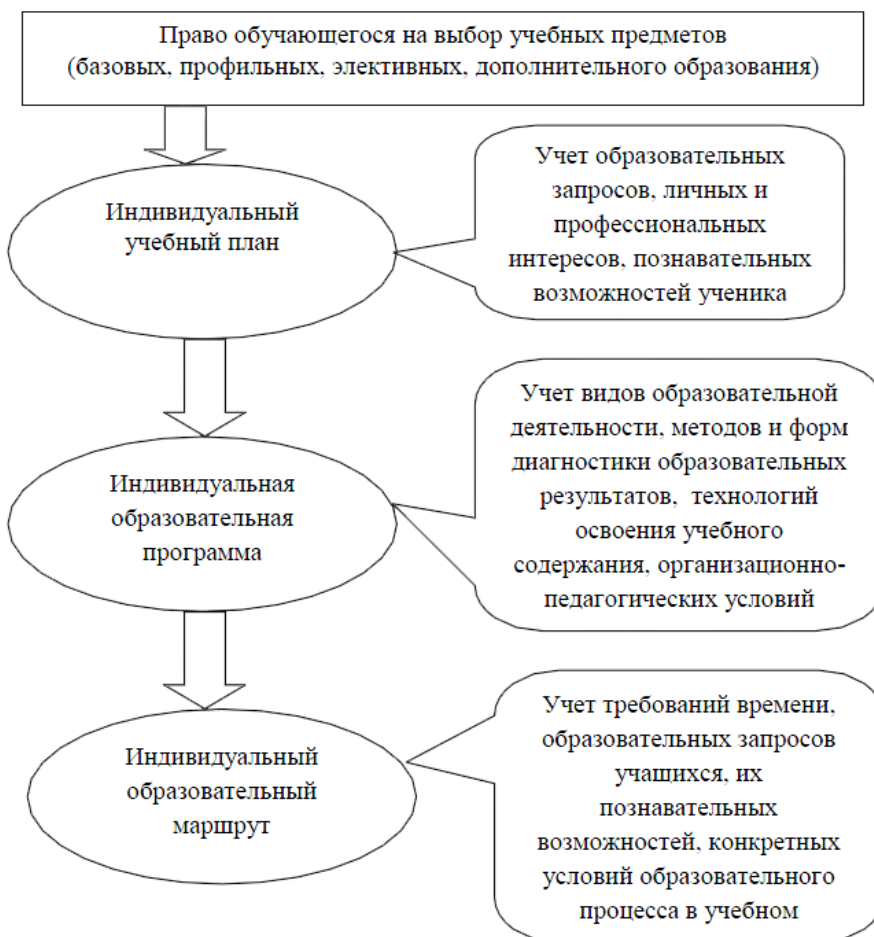 Право обучающегося на выбор учебных предметов
(базовых, профильных, элективных, дополнительного образования)
Индивидуальный
учебный план
Учет образовательных
запросов, личных и
профессиональных
интересов, познавательных
возможностей ученика
Индивидуальная
образовательная
программа
Учет видов образовательной
деятельности, методов и форм
диагностики образовательных
результатов, технологий
освоения учебного
содержания, организационно-
педагогических условий
Индивидуальный
образовательный
маршрут
Учет требований времени,
образовательных запросов
учащихся, их
познавательных
возможностей, конкретных
условий образовательного
процесса в учебном